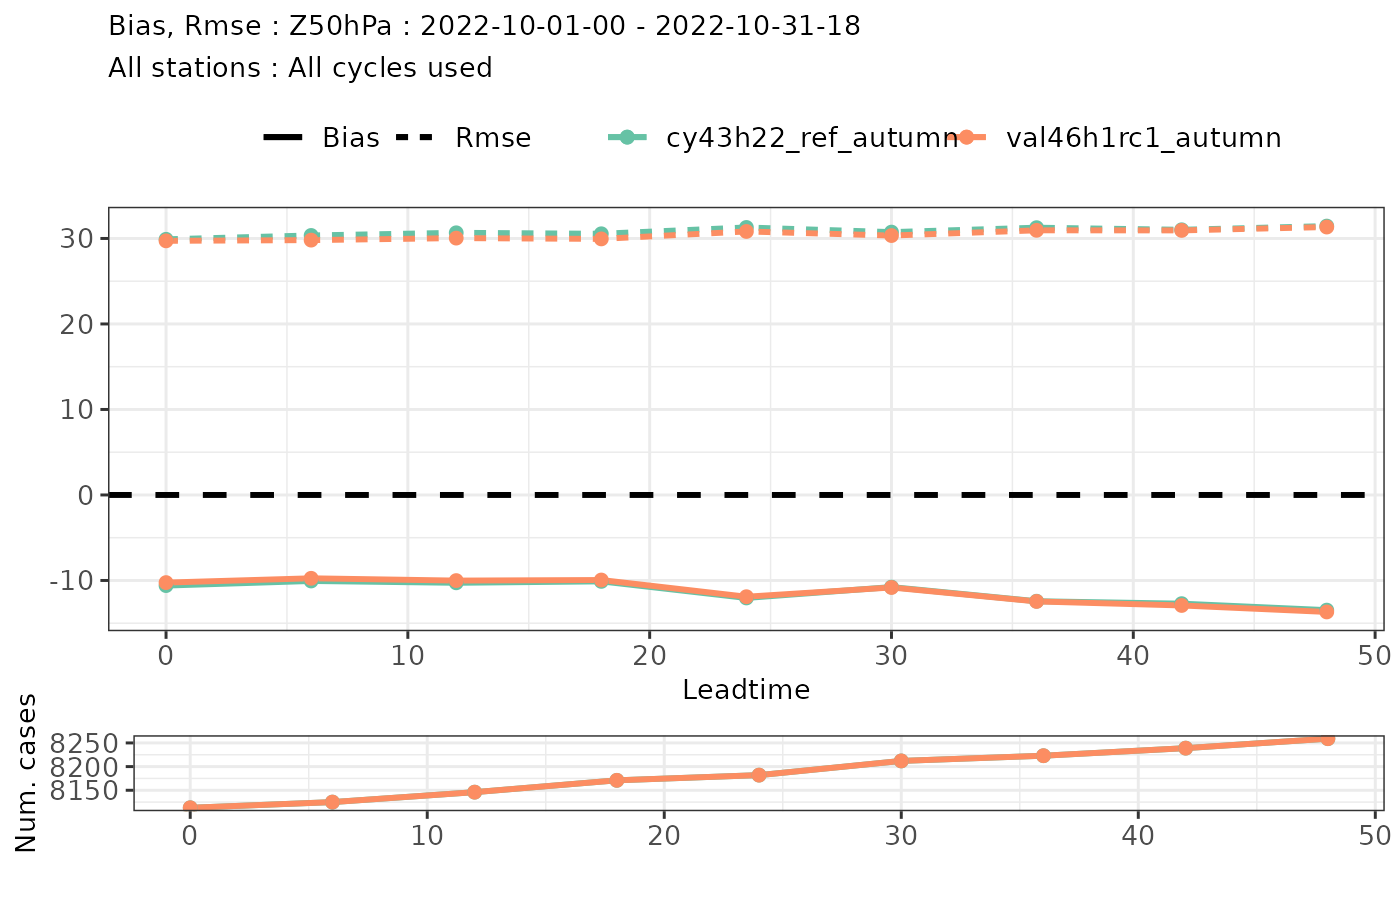 Bias, Rmse : Z50hPa : 2022-10-01-00 - 2022-10-31-18
All stations : All cycles used
Bias Rmse cy43h22_ref_autumn val46h1rc1_autumn
30
20
10
0
-10
0 10 20 30 40 50
Leadtime
Num. cases
8250
8200
8150
0 10 20 30 40 50